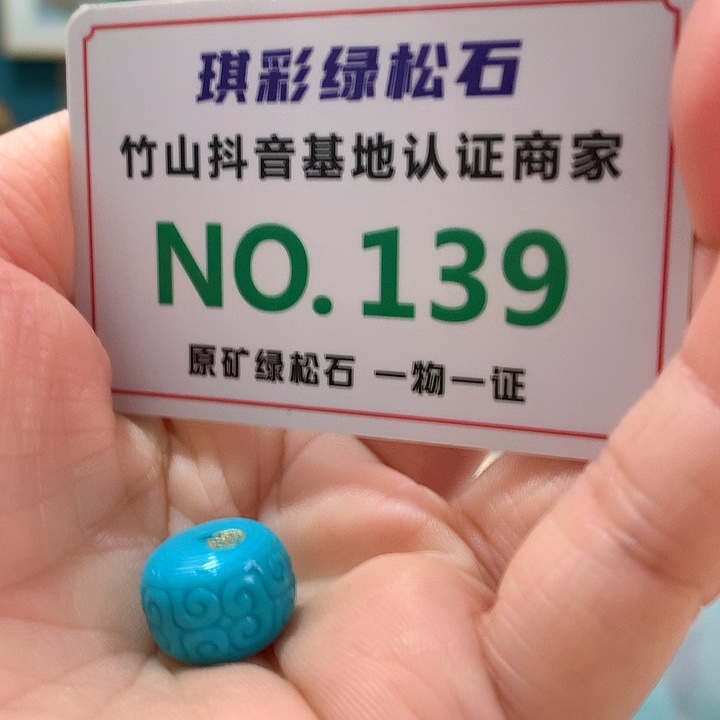 琪彩绿松石
竹山抖音基地认证商家
NO.139
原矿绿松石 一物一证